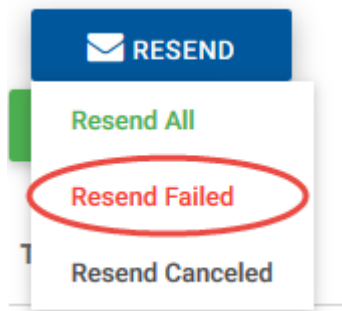 RESEND
Resend All
Resend Failed
T
Resend Canceled